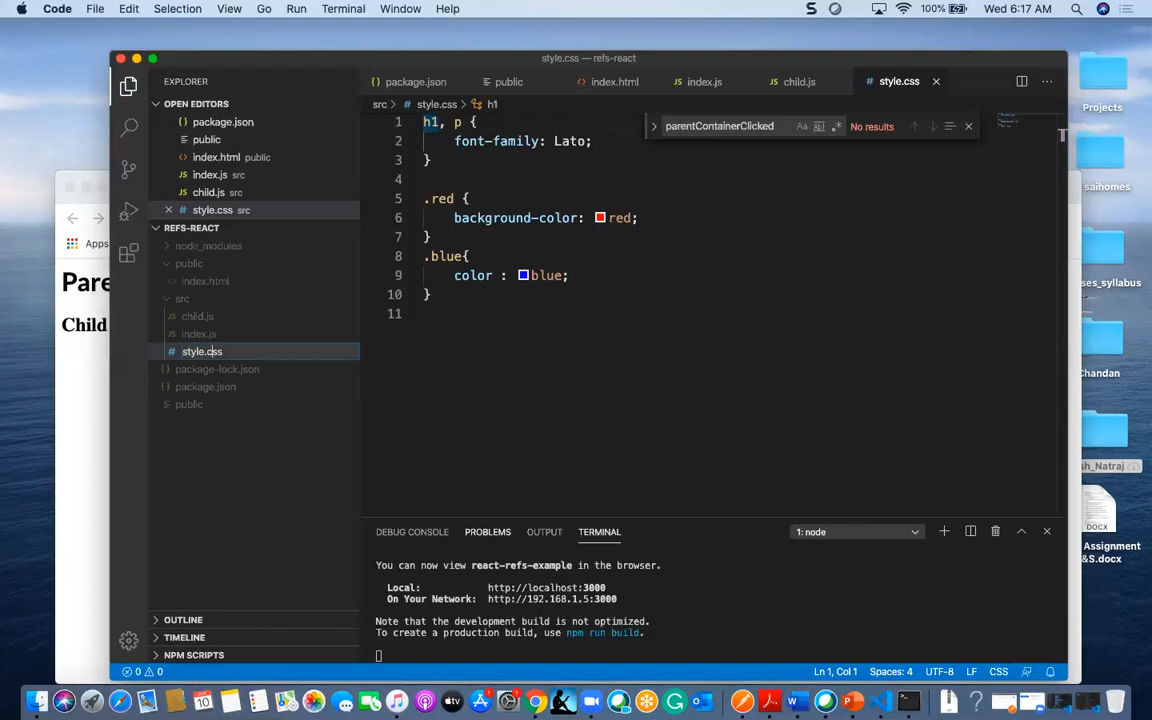 Code File Edit Selection View Go Run Terminal Window Help
100% Wed 6:17 AM
style.css — refs-react
EXPLORER
package.json public index.html index.js child.js style.css
src > # style.css > h1
OPEN EDITORS
package.json
public
index.html public
index.js src
child.js src
style.css src
REFS-REACT
node_modules
public
index.html
src
child.js
index.js
# style.css
package-lock.json
package.json
public
OUTLINE
TIMELINE
NPM SCRIPTS
1 h1, p {
2 font-family: Lato;
3 }
4
5 .red {
6 background-color: red;
7 }
8 .blue{
9 color : blue;
10 }
11
parentContainerClicked Aa No results
DEBUG CONSOLE PROBLEMS OUTPUT TERMINAL
1: node
You can now view react-refs-example in the browser.
Local: http://localhost:3000
On Your Network: http://192.168.1.5:3000
Note that the development build is not optimized.
To create a production build, use npm run build.
0 0
Ln 1, Col 1 Spaces: 4 UTF-8 LF CSS
Apps
Pare
Child
Projects
saihomes
ses_syllabus
Chandan
sh_Natraj
DOCX
Assignment
&S.docx
10